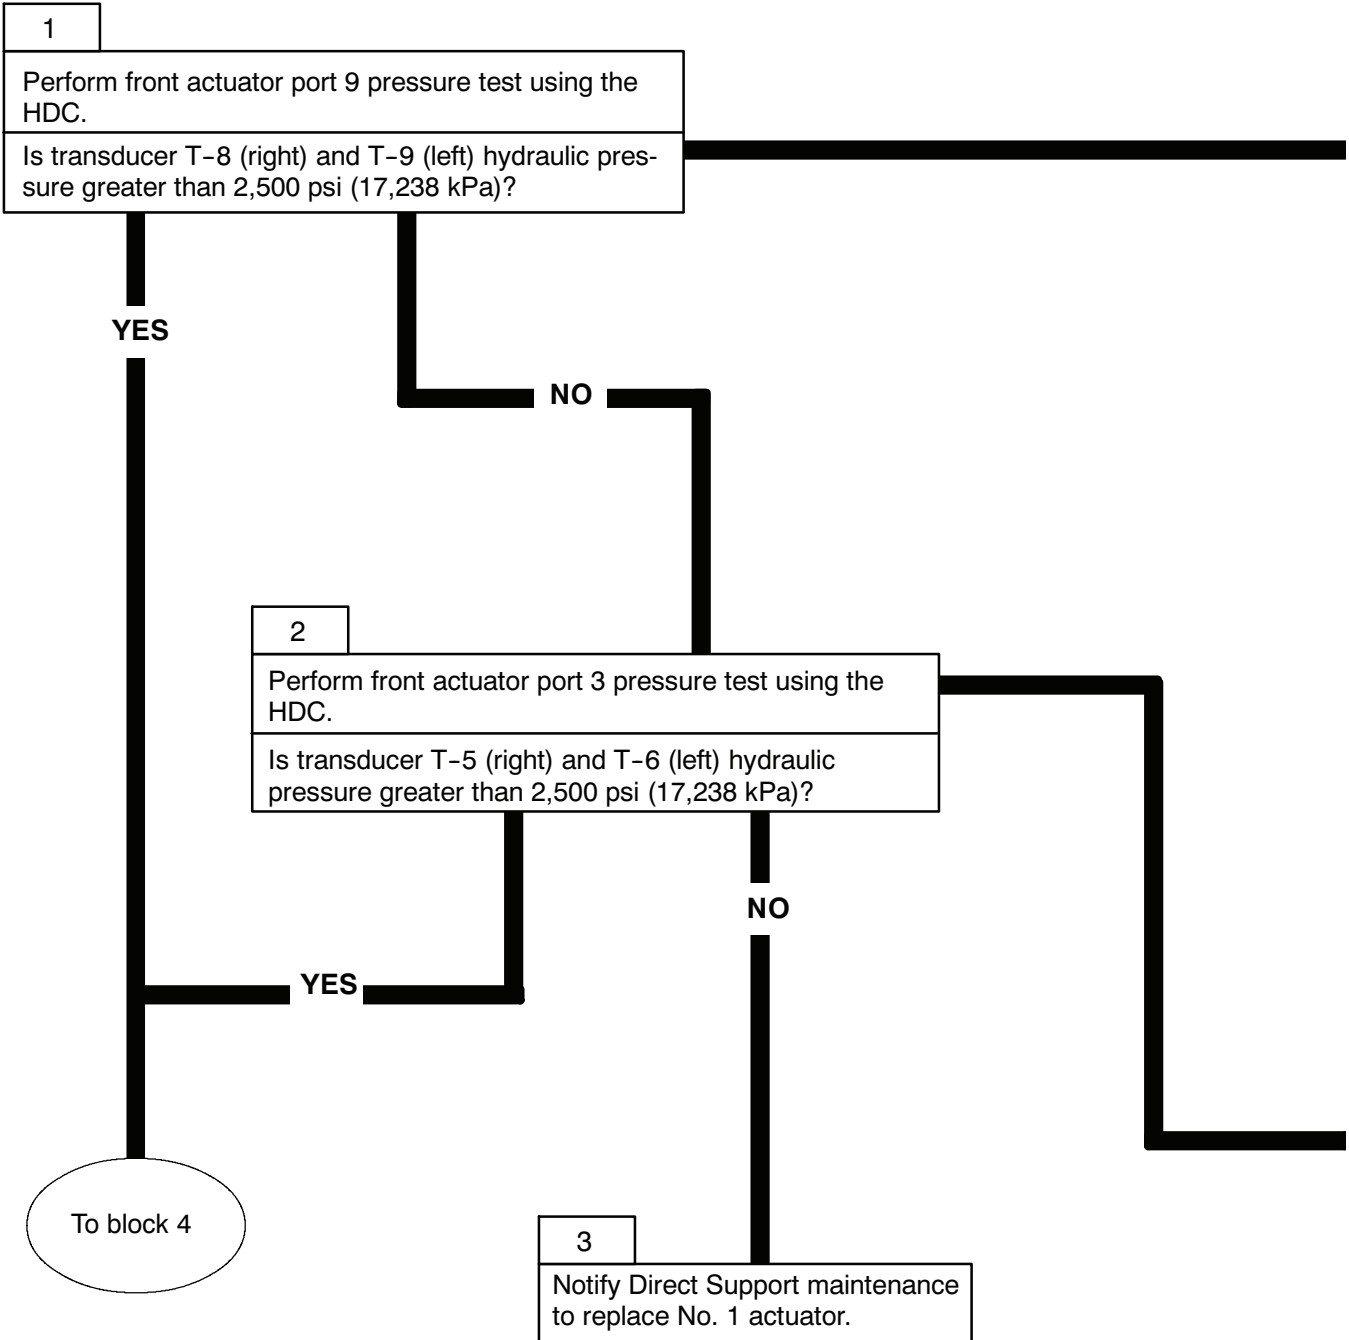 1
Perform front actuator port 9 pressure test using the
HDC.
Is transducer T-8 (right) and T-9 (left) hydraulic pres-
sure greater than 2,500 psi (17,238 kPa)?
YES
NO
2
Perform front actuator port 3 pressure test using the
HDC.
Is transducer T-5 (right) and T-6 (left) hydraulic
pressure greater than 2,500 psi (17,238 kPa)?
NO
YES
To block 4
3
Notify Direct Support maintenance
to replace No. 1 actuator.